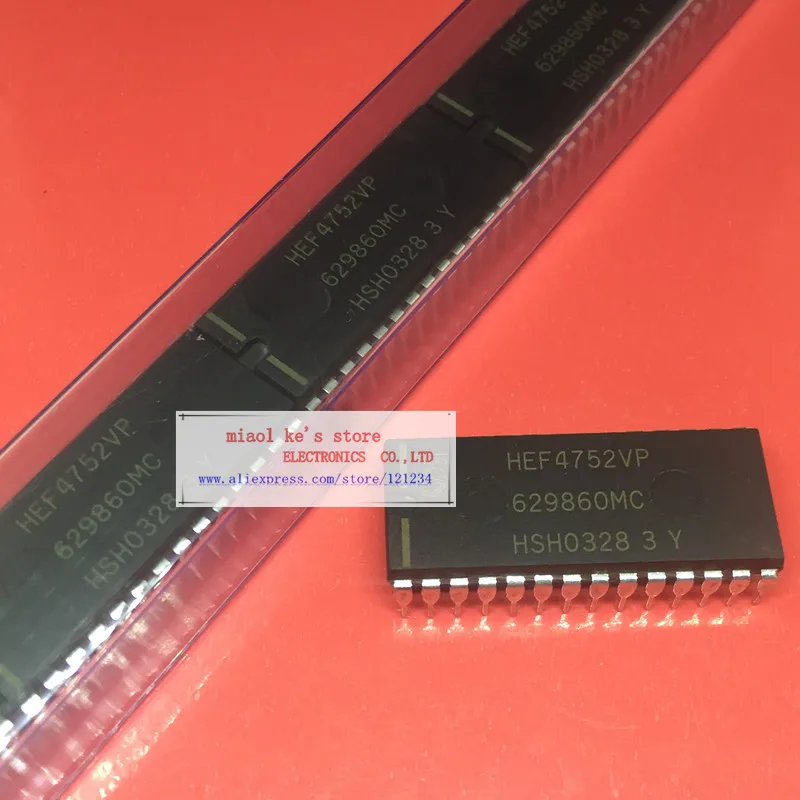 HEF4752
629860MC
HSH0328 3 Y
HEF4752VP
629860MC
HSH0328 3 Y
HEF4752VP
629860MC
HSH0328
Y
miaol ke's store
ELECTRONICS CO.,LTD
www.aliexpress.com/store/121234
HEF4752VP
629860MC
HSH0328 3 Y